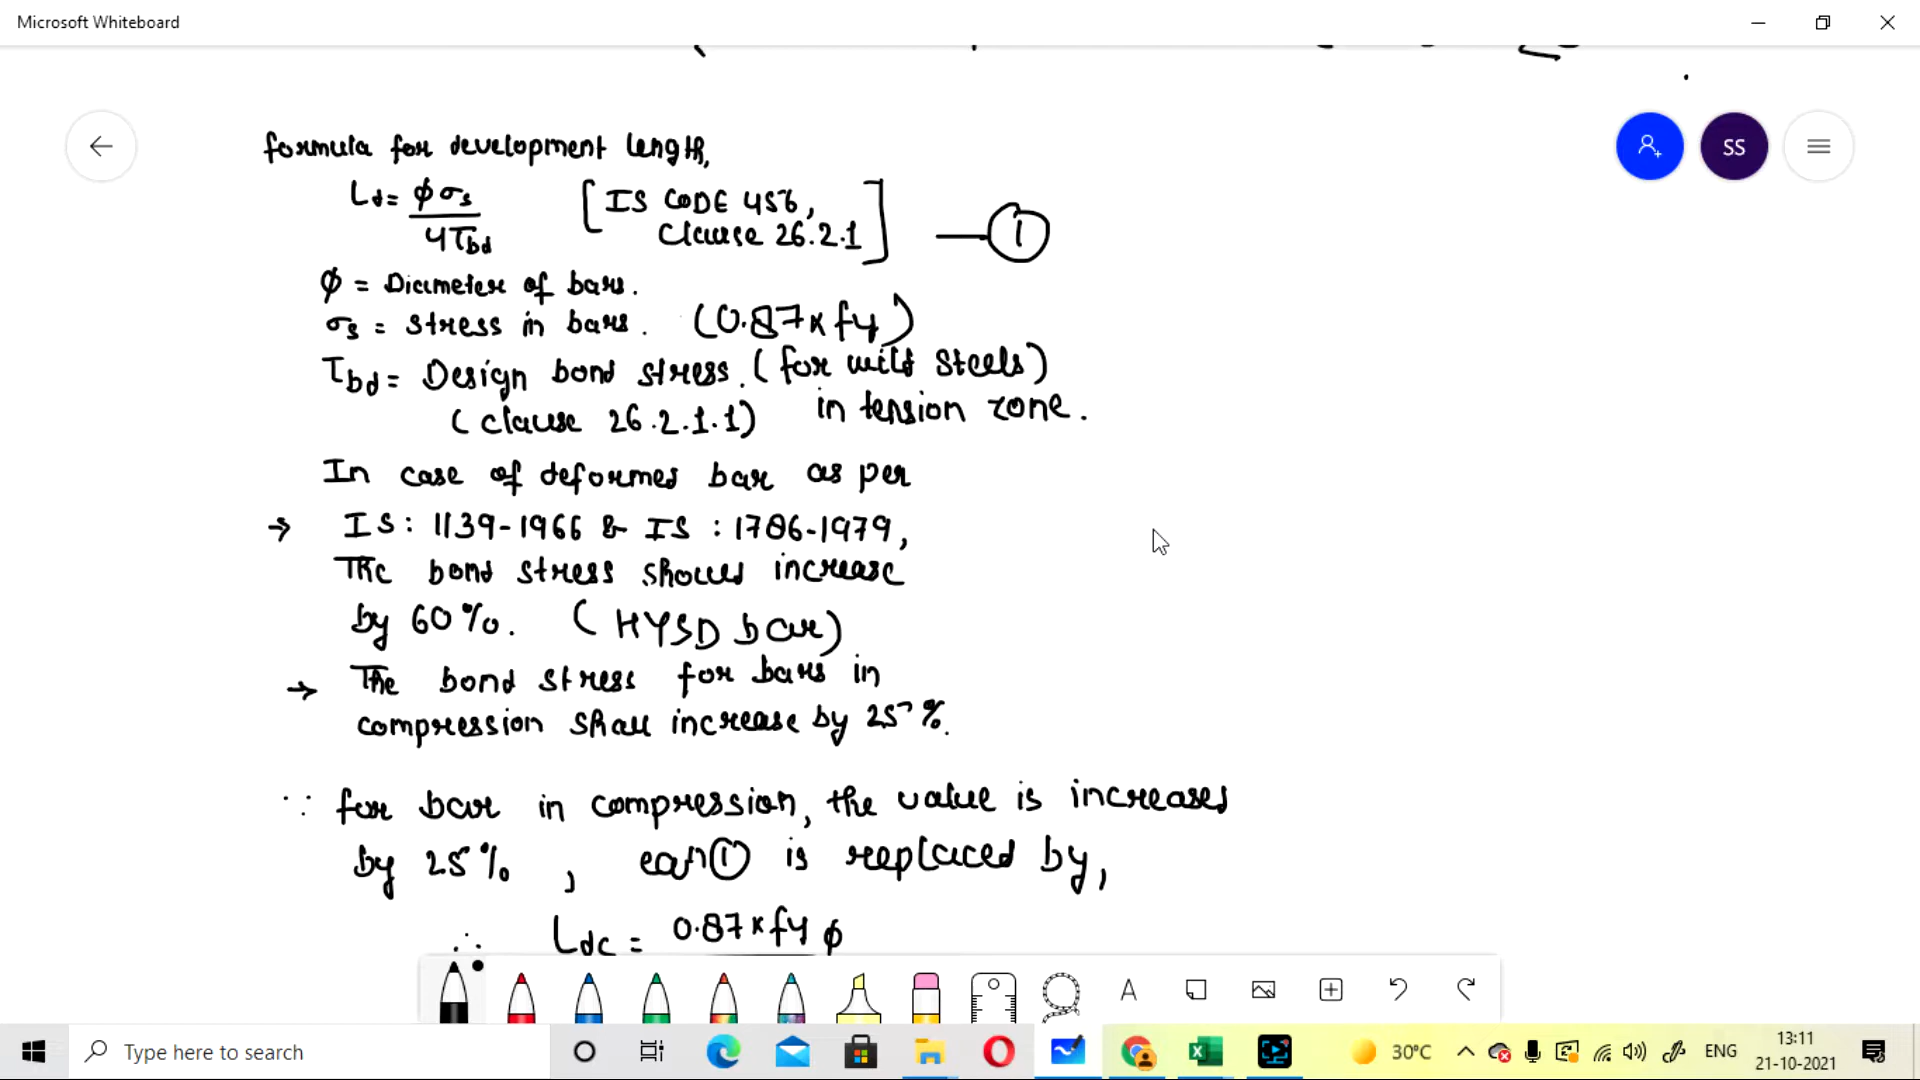 Microsoft Whiteboard
SS
formula for development length,
Ld = φσs / 4τbd [IS CODE 456, Clause 26.2.1] — ①
φ = Diameter of bars.
σs = stress in bars. (0.87 x fy)
τbd = Design bond stress. (for mild steels) in tension zone.
(clause 26.2.1.1)
In case of deformed bar as per
→ IS: 1139-1966 & IS : 1786-1979,
The bond stress should increase
by 60%. (HYSD bar)
→ The bond stress for bars in
compression shall increase by 25%.
∵ for bar in compression, the value is increased
by 25%, eqn ① is replaced by,
∴ Ldc = 0.87 x fy φ
A
Type here to search
30°C
ENG
13:11
21-10-2021